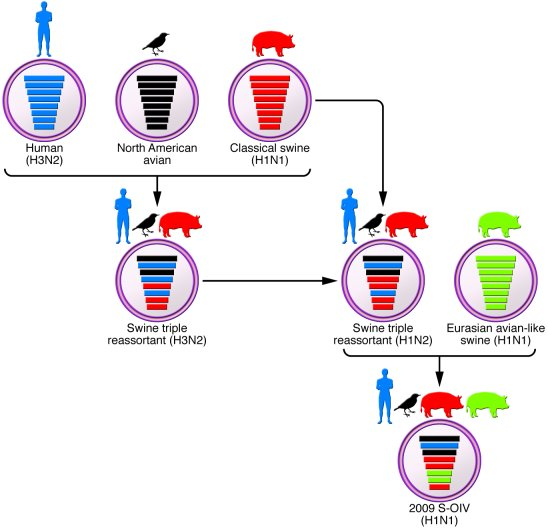 Human
(H3N2)
North American
avian
Classical swine
(H1N1)
Swine triple
reassortant (H3N2)
Swine triple
reassortant (H1N2)
Eurasian avian-like
swine (H1N1)
2009 S-OIV
(H1N1)